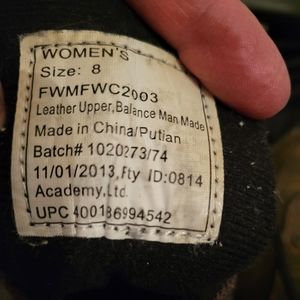 WOMEN'S
Size: 8
FWMFWC2003
Leather Upper,Balance Man Made
Made in China/Putian
Batch# 1020273/74
11/01/2013,Fty ID:0814
Academy.Ltd.
UPC 400186994542